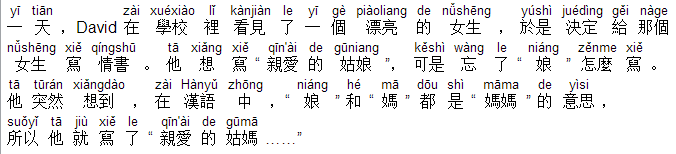 yī tiān zài xuéxiào lǐ kànjiàn le yī gè piàoliang de nǚshēng yúshì juédìng gěi nàge
一天，David 在學校裡看見了一個漂亮的女生，於是決定給那個
nǚshēng xiě qíngshū tā xiǎng xiě qīn'ài de gūniang kěshì wàng le niáng zěnme xiě
女生寫情書。他想寫“親愛的姑娘”，可是忘了“娘”怎麼寫。
tā tūrán xiǎngdào zài Hànyǔ zhōng niáng hé mā dōu shì māma de yìsi
他突然想到，在漢語中，“娘”和“媽”都是“媽媽”的意思，
suǒyǐ tā jiù xiě le qīn'ài de gūmā
所以他就寫了“親愛的姑媽……”